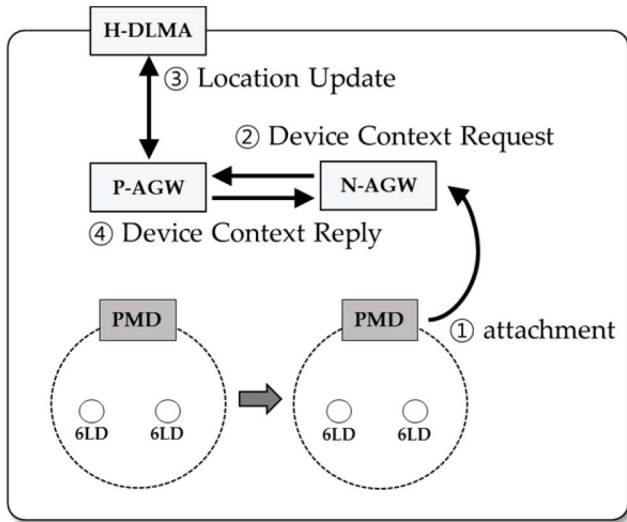 H-DLMA
③ Location Update
② Device Context Request
P-AGW
N-AGW
④ Device Context Reply
PMD
PMD
① attachment
6LD
6LD
6LD
6LD